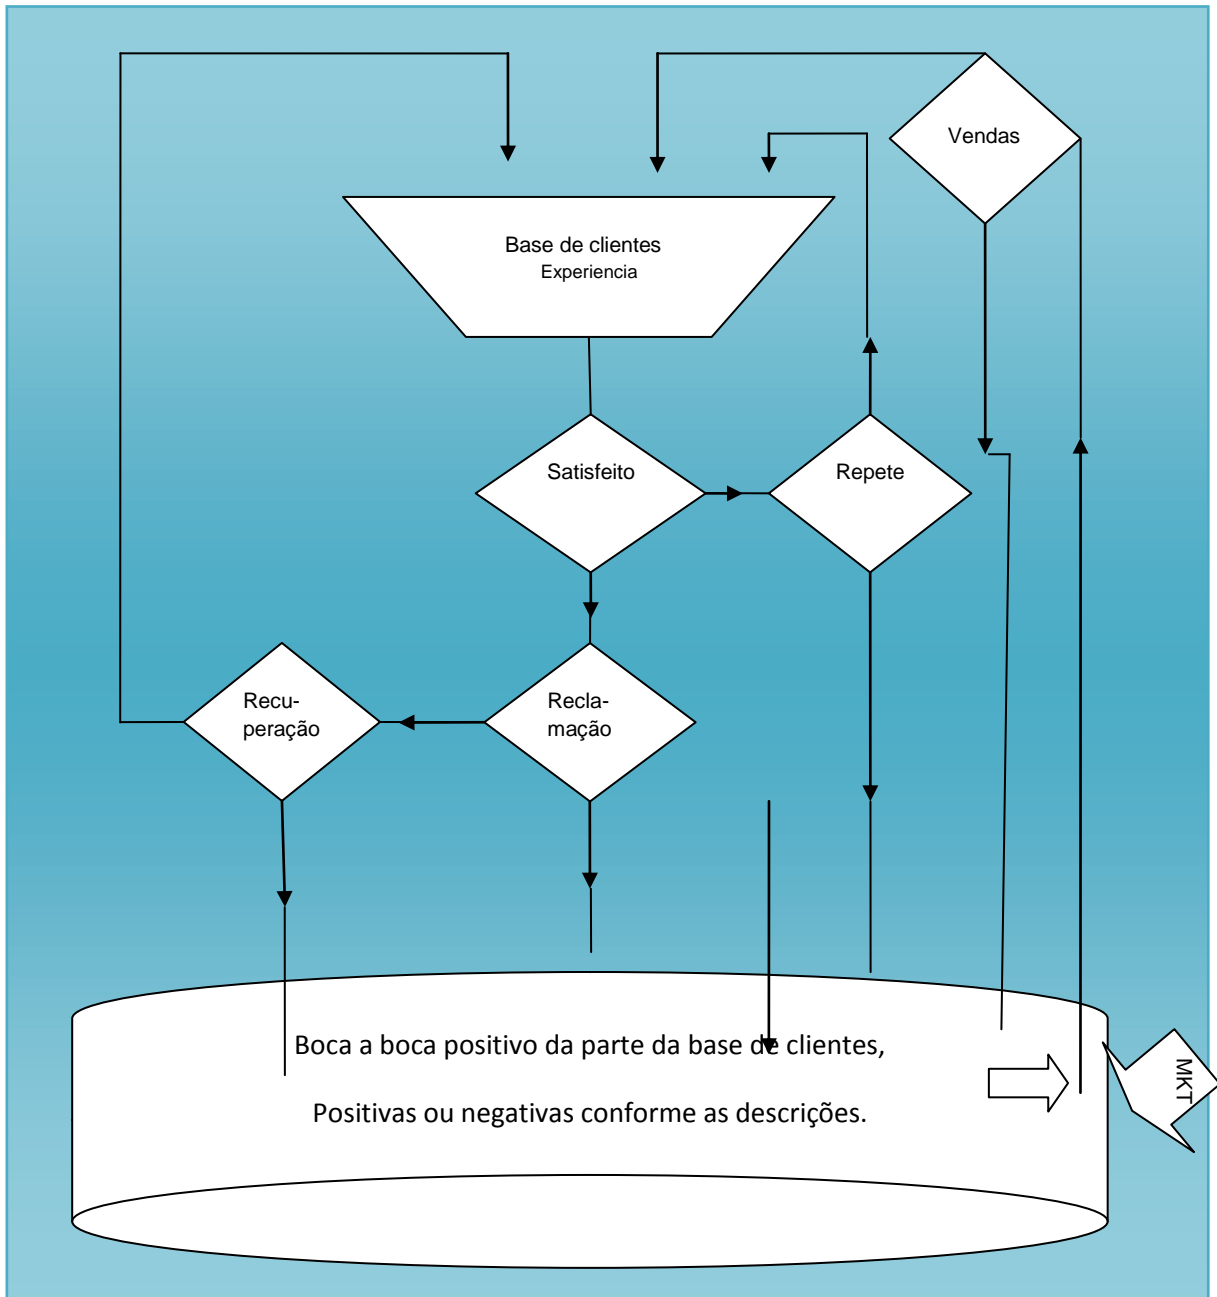 Vendas
Base de clientes
Experiencia
Satisfeito
Repete
Recu-
peração
Recla-
mação
Boca a boca positivo da parte da base de clientes,
MKT
Positivas ou negativas conforme as descrições.